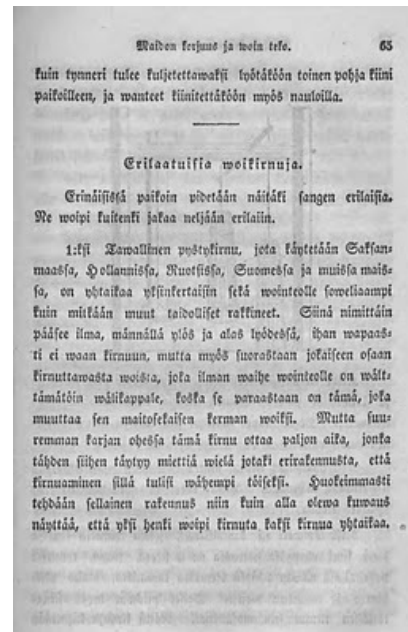 Maidon korjuus ja woin teko. 65
kuin tynneri tulee kuljetettawaksi lyötäköön toinen pohja kiini
paikoilleen, ja wanteet kiinitettäköön myös nauloilla.
Erilaatuisia woikirnuja.
Erinäisissä paikoin pidetään näitäki sangen erilaisia.
Ne woipi kuitenki jakaa neljään erilaiin.
1:ksi Tawallinen pystykirnu, jota käytetään Saksan-
maassa, Hollannissa, Ruotsissa, Suomessa ja muissa mais-
sa, on yhtaikaa yksinkertaisin sekä wointeolle soweliaampi
kuin mitkään muut taidolliset rakkineet. Siinä nimittäin
pääsee ilma, männällä ylös ja alas lyödessä, ihan wapaas-
ti ei waan kirnuun, mutta myös suorastaan jokaiseen osaan
kirnuttawasta woista, joka ilman waihe wointeolle on wält-
tämätöin wälikappale, koska se paraastaan on tämä, joka
muuttaa sen maitosekaisen kerman woiksi. Mutta suu-
remman karjan ohessa tämä kirnu ottaa paljon aika, jonka
tähden siihen täytyy miettiä wielä jotaki erirakennusta, että
kirnuaminen sillä tulisi wähempi töiseksi. Huokeimmasti
tehdään sellainen rakennus niin kuin alla olewa kuwaus
näyttää, että yksi henki woipi kirnuta kaksi kirnua yhtaikaa.